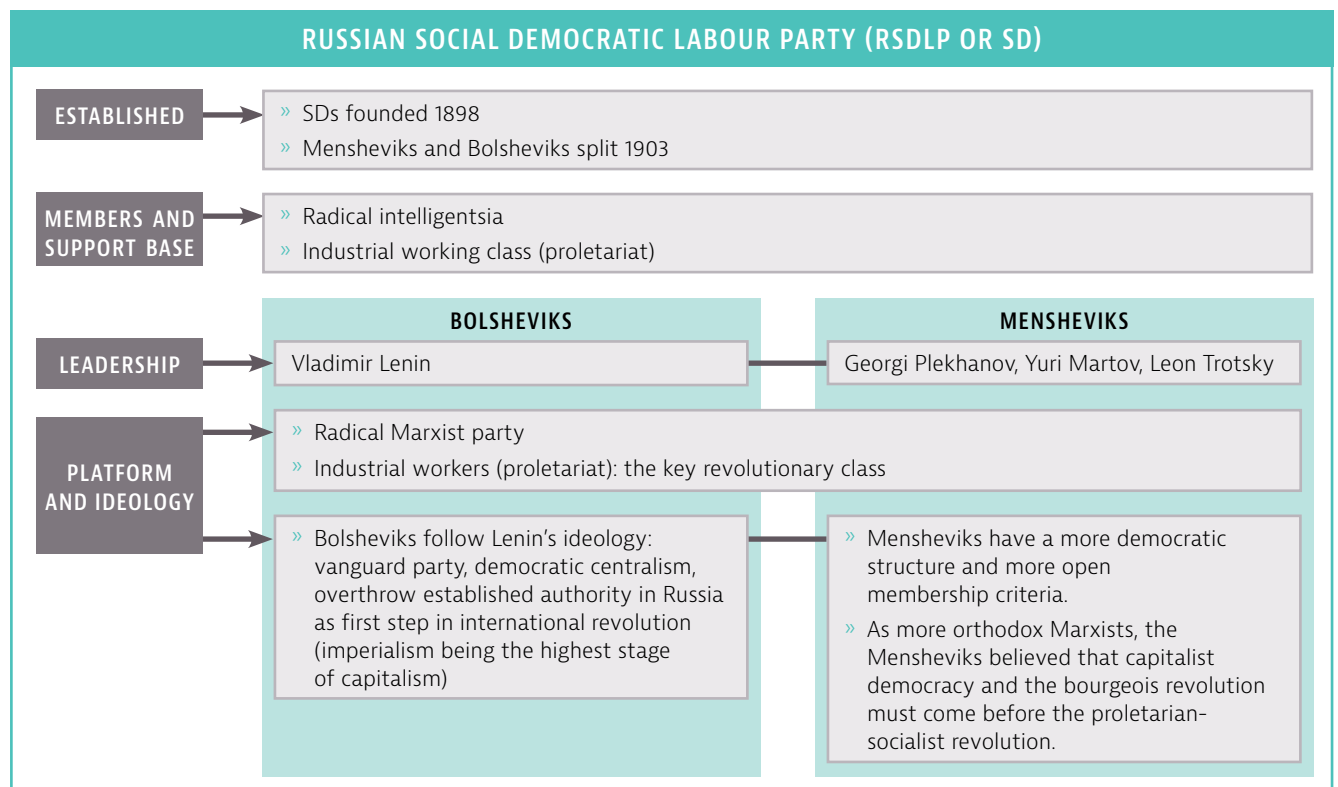 RUSSIAN SOCIAL DEMOCRATIC LABOUR PARTY (RSDLP OR SD)
ESTABLISHED
» SDs founded 1898
» Mensheviks and Bolsheviks split 1903
MEMBERS AND
SUPPORT BASE
» Radical intelligentsia
» Industrial working class (proletariat)
BOLSHEVIKS
MENSHEVIKS
LEADERSHIP
Vladimir Lenin
Georgi Plekhanov, Yuri Martov, Leon Trotsky
PLATFORM
AND IDEOLOGY
» Radical Marxist party
» Industrial workers (proletariat): the key revolutionary class
» Bolsheviks follow Lenin’s ideology:
vanguard party, democratic centralism,
overthrow established authority in Russia
as first step in international revolution
(imperialism being the highest stage
of capitalism)
» Mensheviks have a more democratic
structure and more open
membership criteria.
» As more orthodox Marxists, the
Mensheviks believed that capitalist
democracy and the bourgeois revolution
must come before the proletarian-
socialist revolution.